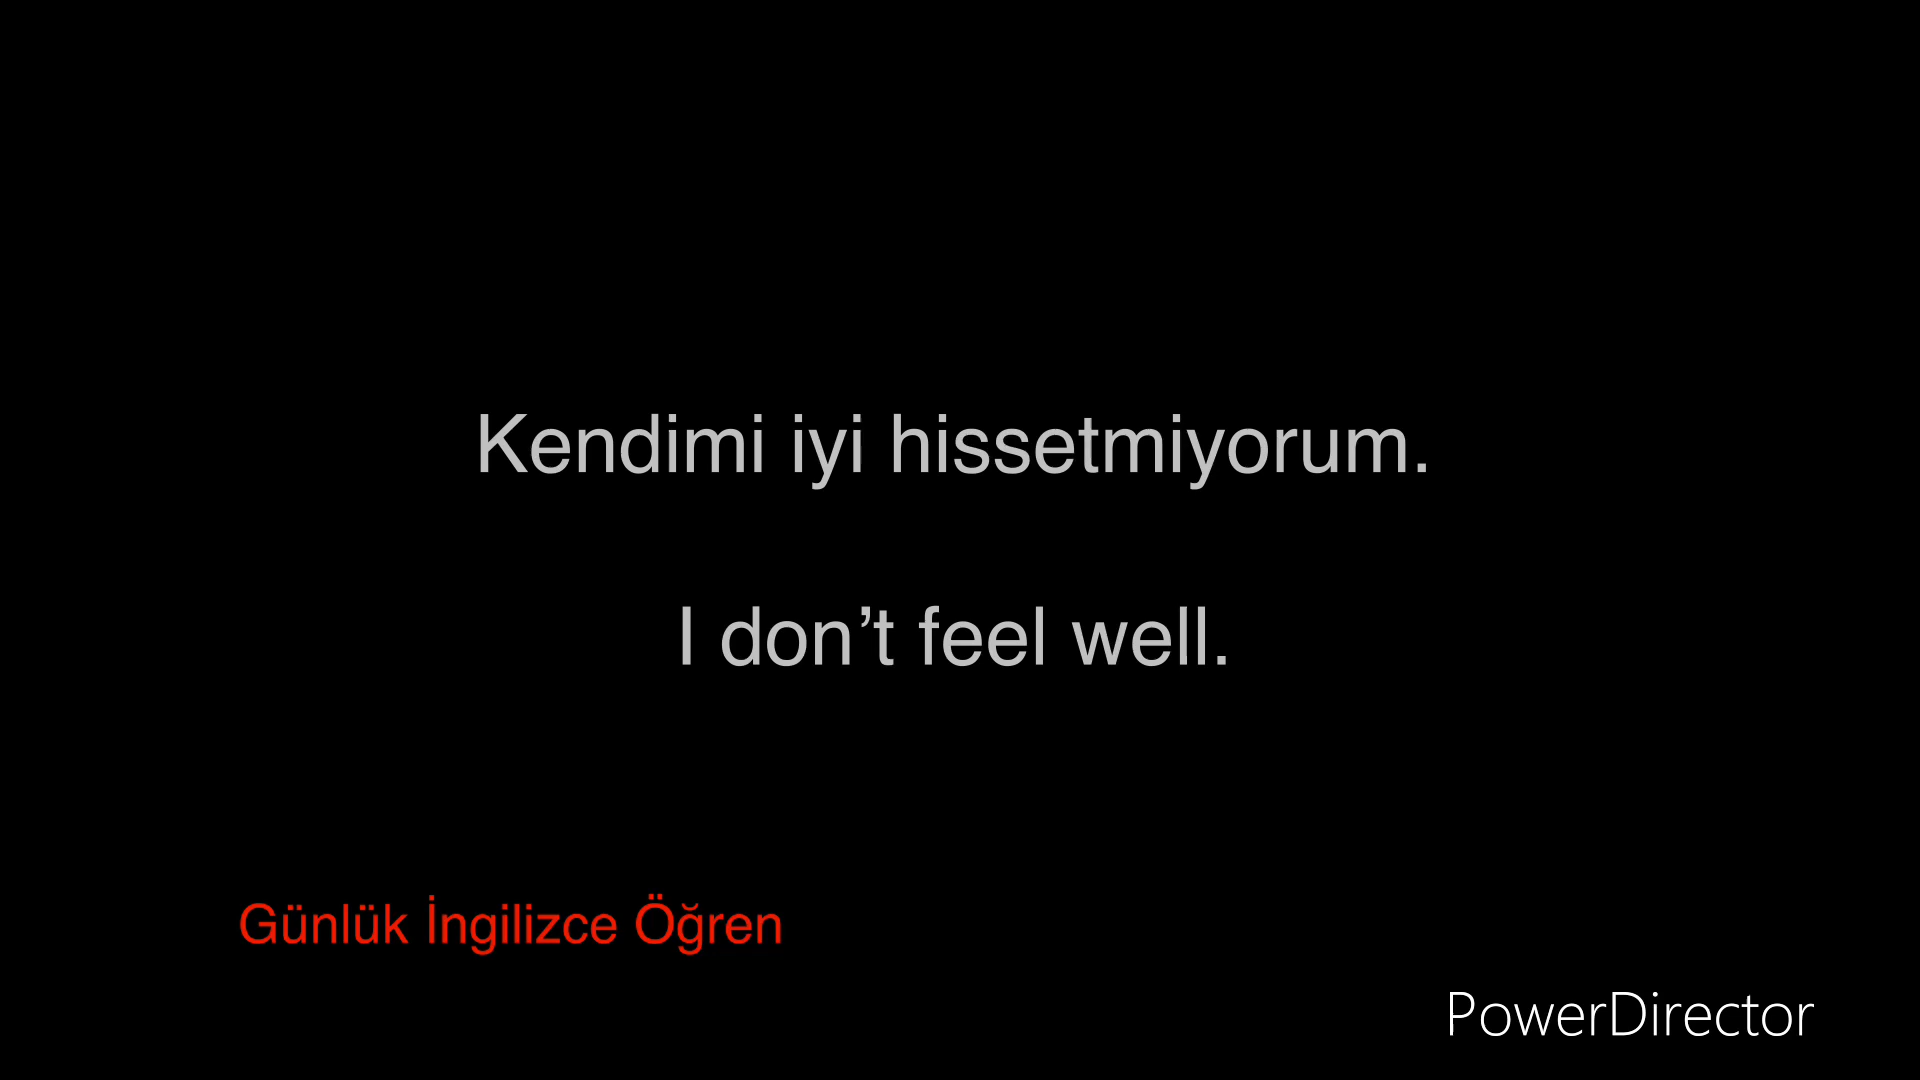 Kendimi iyi hissetmiyorum.
I don’t feel well.
Günlük İngilizce Öğren
PowerDirector